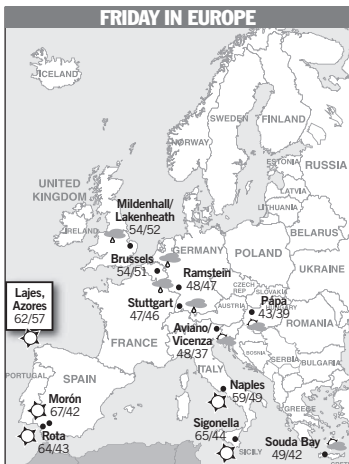 FRIDAY IN EUROPE
ICELAND
SWEDEN
FINLAND
NORWAY
ESTONIA
RUSSIA
LATVIA
LITHUANIA
UNITED
KINGDOM
Mildenhall/
Lakenheath
54/52
IRELAND
BELARUS
Brussels
54/51
GERMANY
POLAND
Ramstein
48/47
UKRAINE
CZECH
REP
SLOVAKIA
Lajes,
Azores
62/57
Stuttgart
47/46
AUSTRIA
HUNGARY
Pápa
43/39
FRANCE
Aviano/
Vicenza
48/37
ROMANIA
BOSNIA
SERBIA
BULGARIA
ITALY
PORTUGAL
SPAIN
Morón
67/42
Naples
59/49
GREECE
Rota
64/43
Sigonella
65/44
SICILY
Souda Bay
49/42